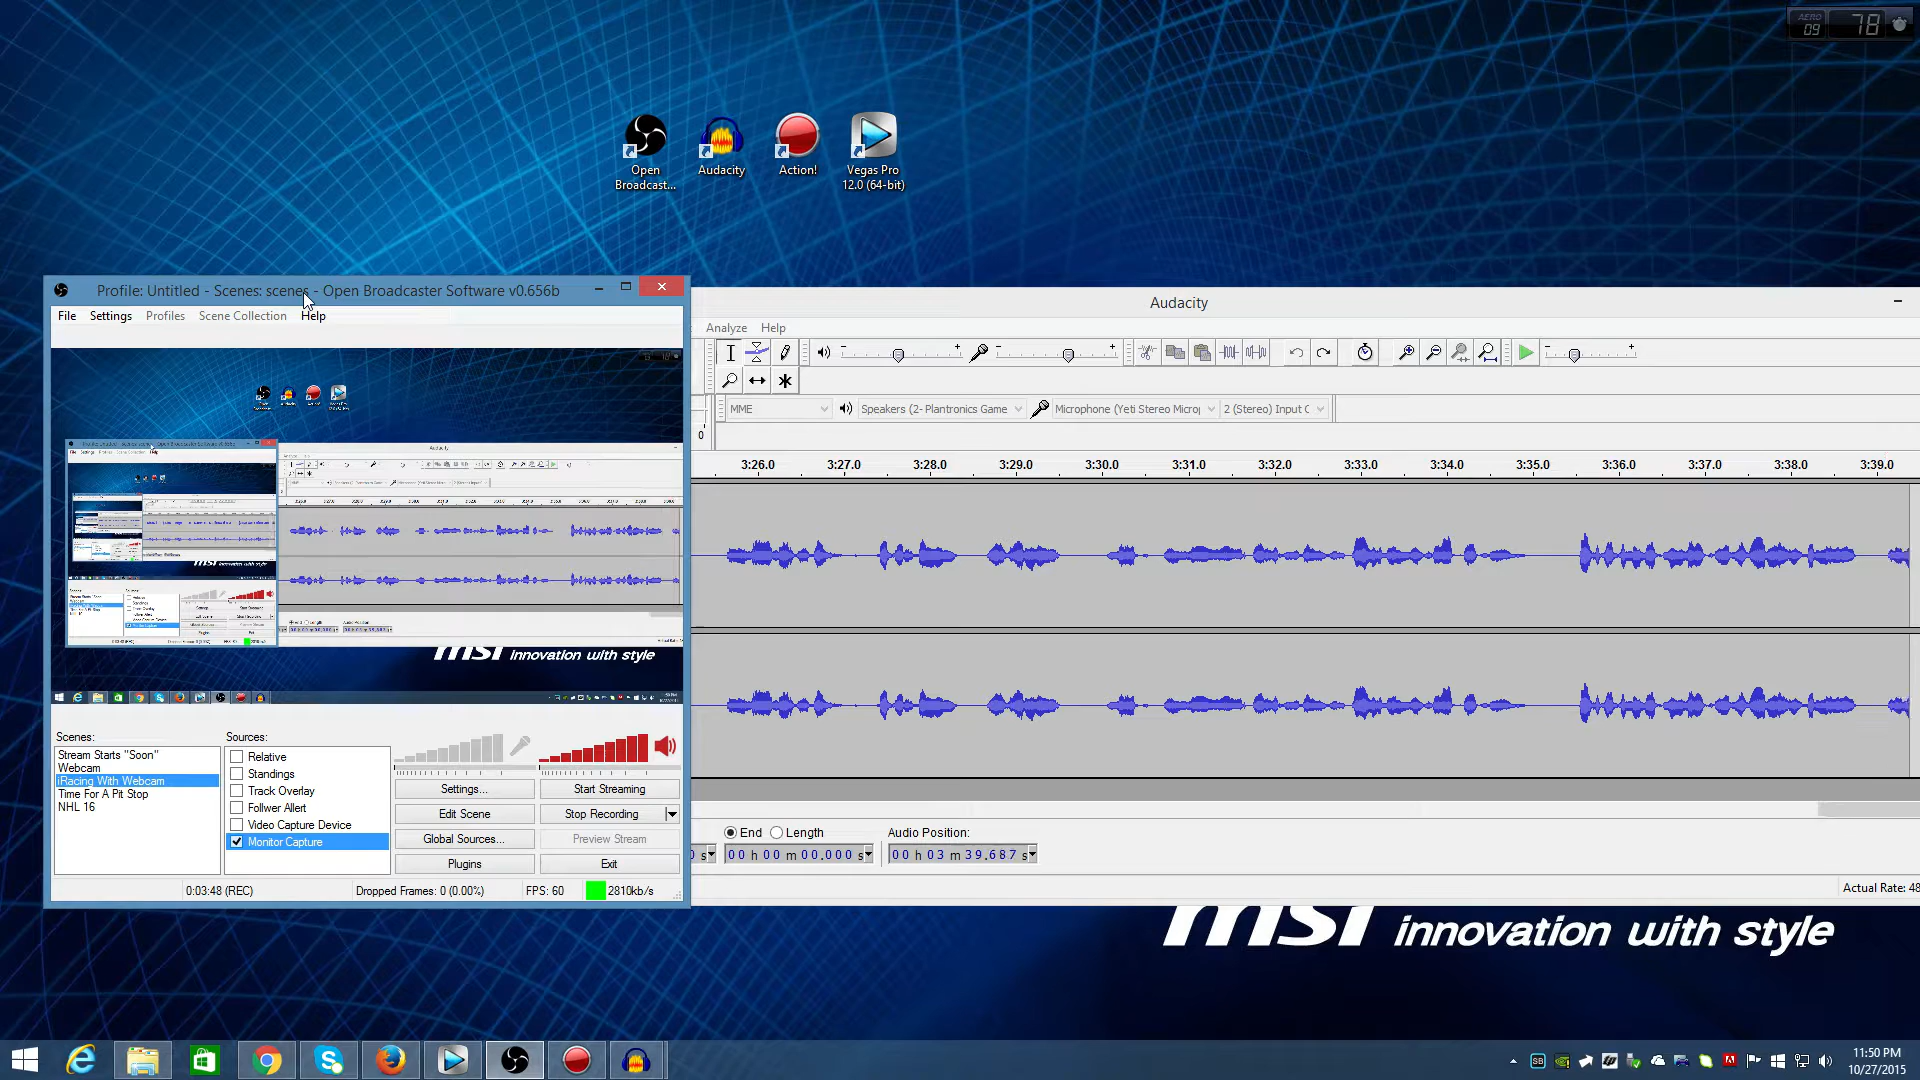 AERO
09
78
Open
Broadcast...
Audacity
Action!
Vegas Pro
12.0 (64-bit)
Profile: Untitled - Scenes: scenes - Open Broadcaster Software v0.656b
File Settings Profiles Scene Collection Help
Audacity
Analyze Help
MME
Speakers (2- Plantronics Game
Microphone (Yeti Stereo Microp
2 (Stereo) Input C
0
3:26.0 3:27.0 3:28.0 3:29.0 3:30.0 3:31.0 3:32.0 3:33.0 3:34.0 3:35.0 3:36.0 3:37.0 3:38.0 3:39.0
msi innovation with style
Scenes:
Stream Starts "Soon"
Webcam
iRacing With Webcam
Time For A Pit Stop
NHL 16
Sources:
Relative
Standings
Track Overlay
Follwer Alert
Video Capture Device
Monitor Capture
Settings...
Start Streaming
Edit Scene
Stop Recording
Global Sources...
Preview Stream
Plugins
Exit
0:03:48 (REC)
Dropped Frames: 0 (0.00%)
FPS: 60
2810kb/s
End Length
Audio Position:
0 s
00 h 00 m 00.000 s
00 h 03 m 39.687 s
Actual Rate: 48
msi innovation with style
11:50 PM
10/27/2015